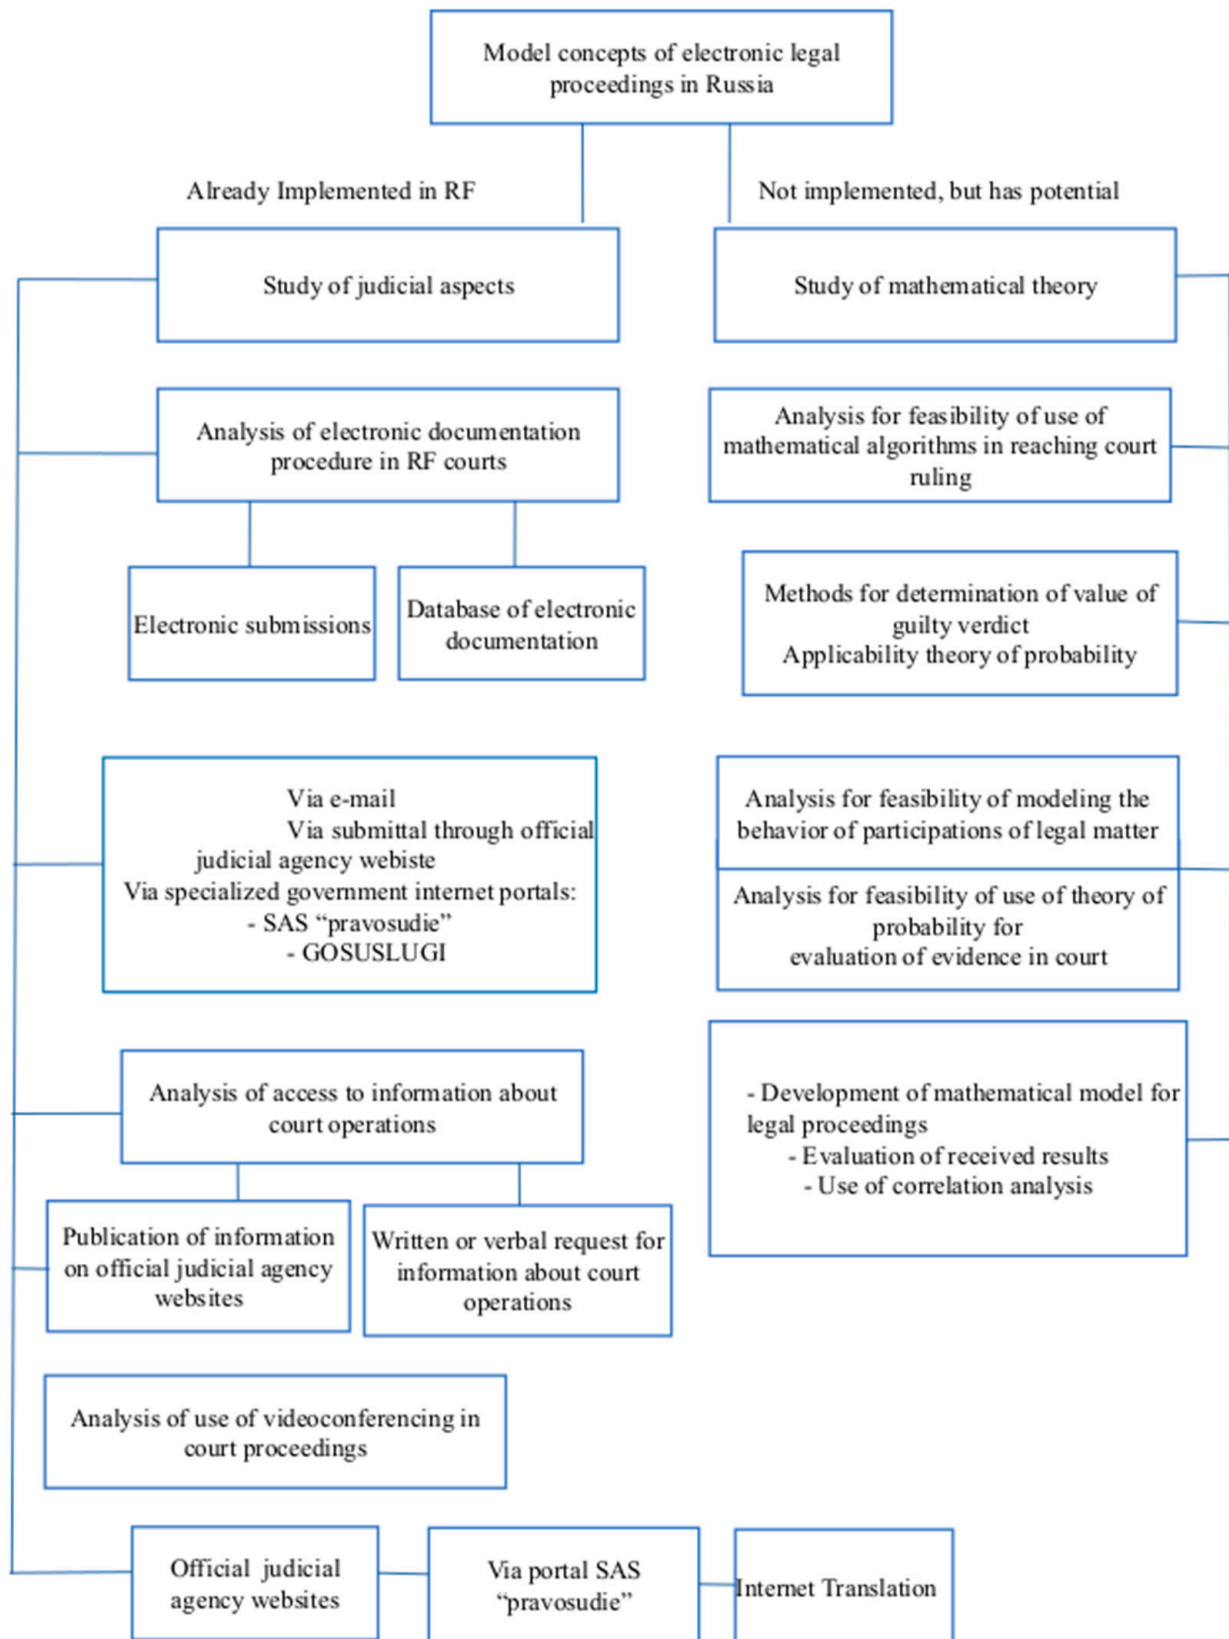 Model concepts of electronic legal
proceedings in Russia
Already Implemented in RF
Not implemented, but has potential
Study of judicial aspects
Study of mathematical theory
Analysis of electronic documentation
procedure in RF courts
Analysis for feasibility of use of
mathematical algorithms in reaching court
ruling
Electronic submissions
Database of electronic
documentation
Methods for determination of value of
guilty verdict
Applicability theory of probability
Via e-mail
Via submittal through official
judicial agency webiste
Via specialized government internet portals:
- SAS “pravosudie”
- GOSUSLUGI
Analysis for feasibility of modeling the
behavior of participations of legal matter
Analysis for feasibility of use of theory of
probability for
evaluation of evidence in court
Analysis of access to information about
court operations
- Development of mathematical model for
legal proceedings
- Evaluation of received results
- Use of correlation analysis
Publication of information
on official judicial agency
websites
Written or verbal request for
information about court
operations
Analysis of use of videoconferencing in
court proceedings
Official judicial
agency websites
Via portal SAS
“pravosudie”
Internet Translation